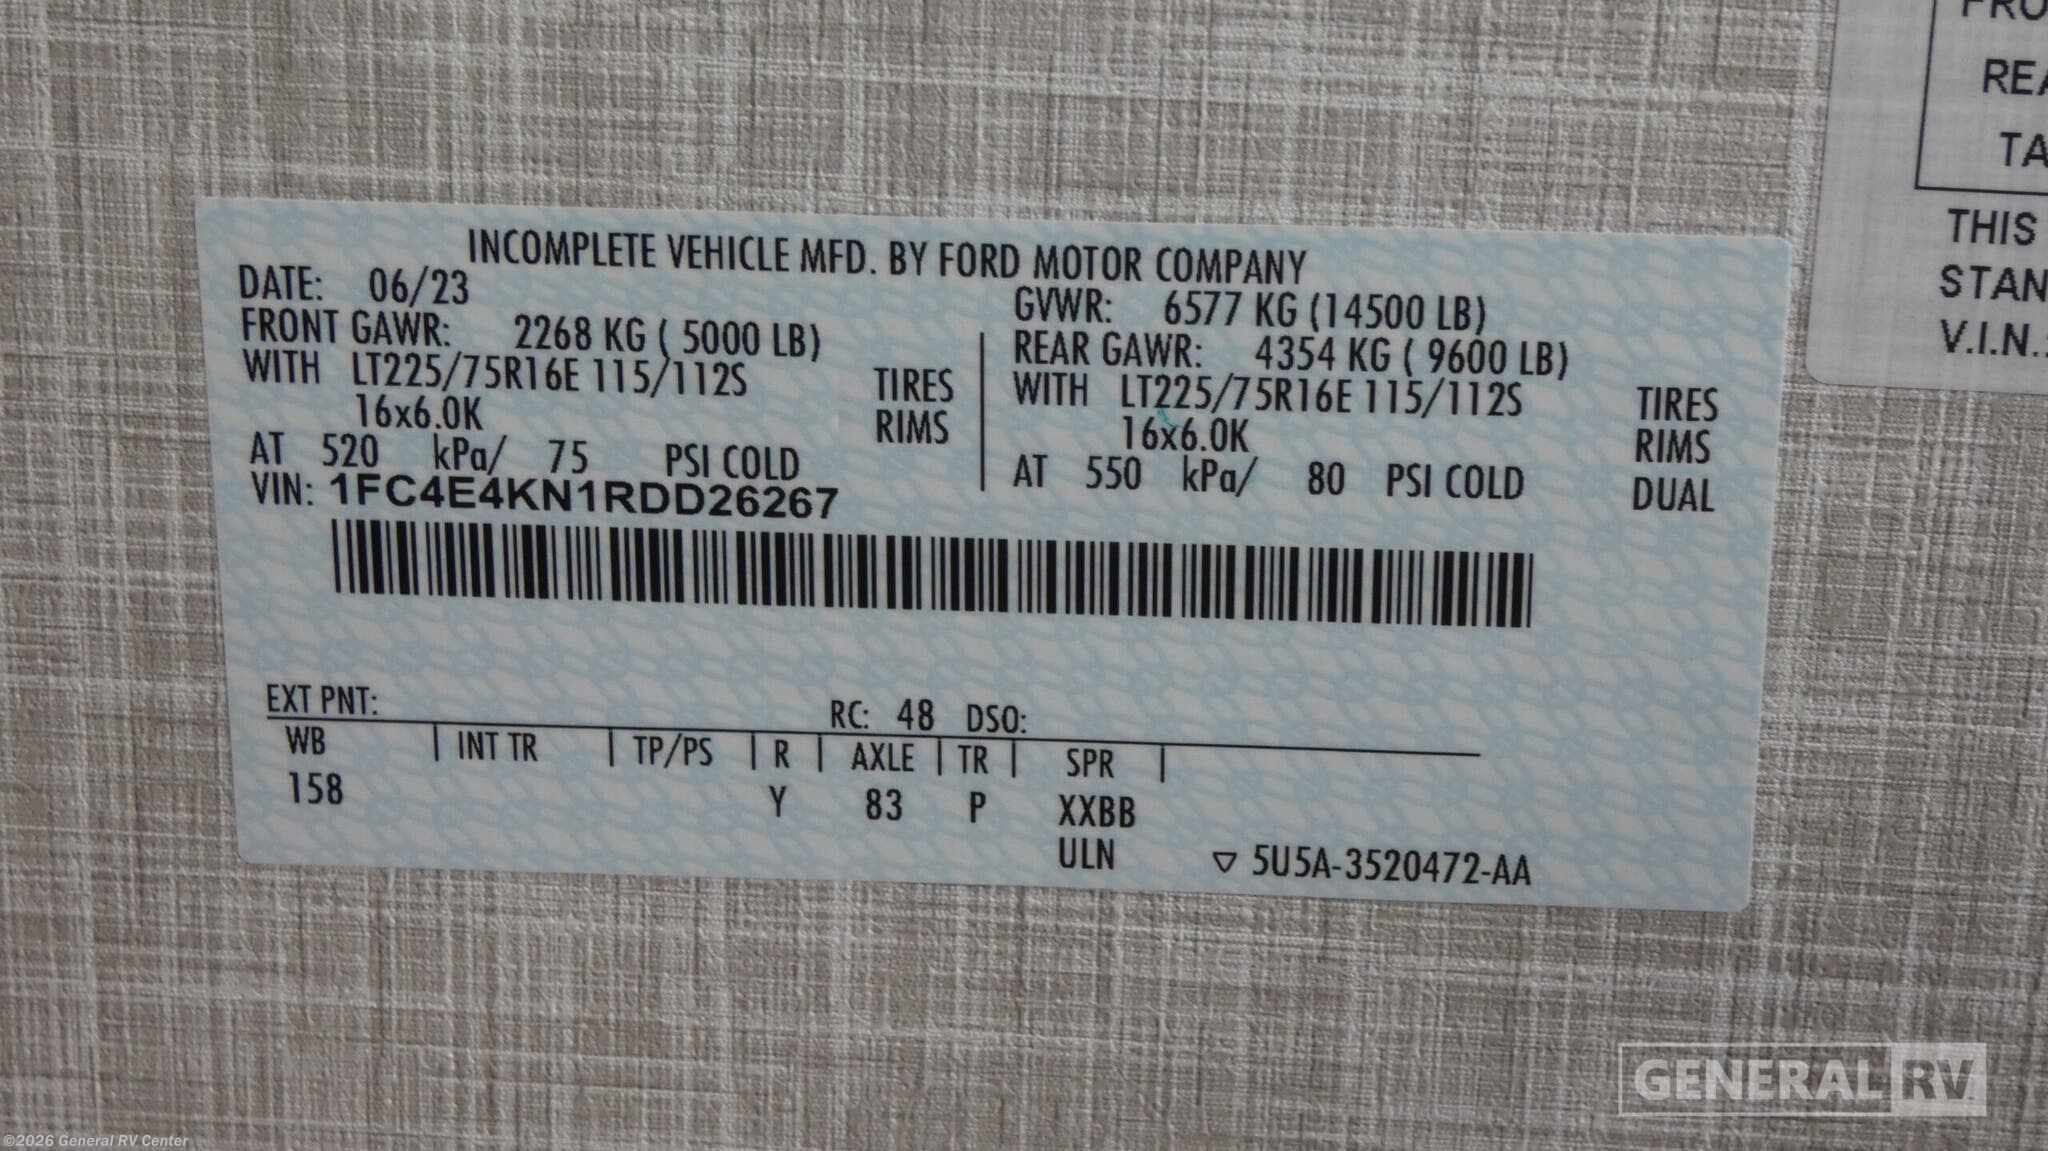 INCOMPLETE VEHICLE MFD. BY FORD MOTOR COMPANY
DATE: 06/23 GVWR: 6577 KG (14500 LB)
FRONT GAWR: 2268 KG ( 5000 LB) REAR GAWR: 4354 KG ( 9600 LB)
WITH LT225/75R16E 115/112S TIRES WITH LT225/75R16E 115/112S TIRES
16x6.0K RIMS 16x6.0K RIMS
AT 520 kPa/ 75 PSI COLD AT 550 kPa/ 80 PSI COLD DUAL
VIN: 1FC4E4KN1RDD26267
EXT PNT: RC: 48 DSO:
WB | INT TR | TP/PS | R | AXLE | TR | SPR |
158 Y 83 P XXBB
ULN ▽ 5U5A-3520472-AA
THIS
V.I.N.:
GENERAL RV
©2026 General RV Center